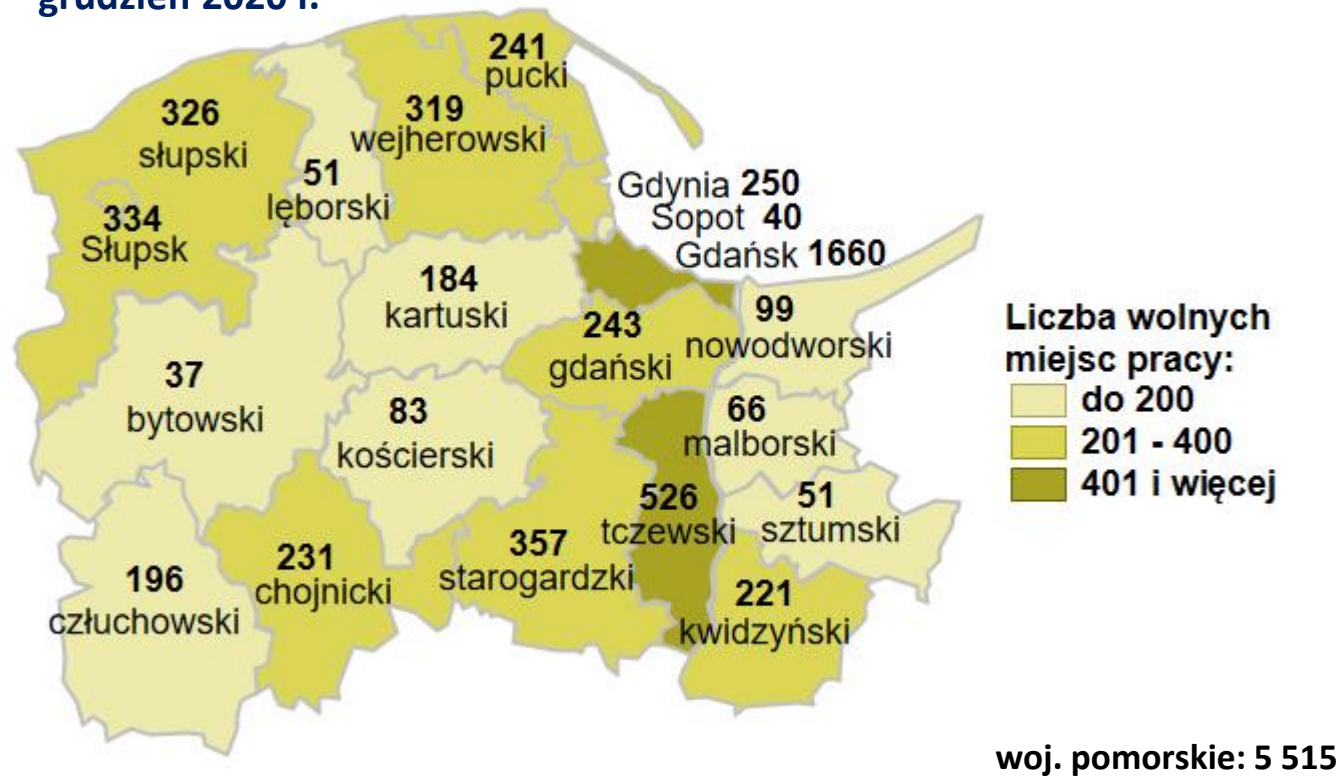 grudzień 2020 r.
241
pucki
326
słupski
319
wejherowski
51
lęborski
Gdynia 250
Sopot 40
Gdańsk 1660
334
Słupsk
184
kartuski
243
gdański
99
nowodworski
37
bytowski
83
kościerski
66
malborski
526
tczewski
51
sztumski
357
starogardzki
231
chojnicki
196
człuchowski
221
kwidzyński
Liczba wolnych
miejsc pracy:
do 200
201 - 400
401 i więcej
woj. pomorskie: 5 515